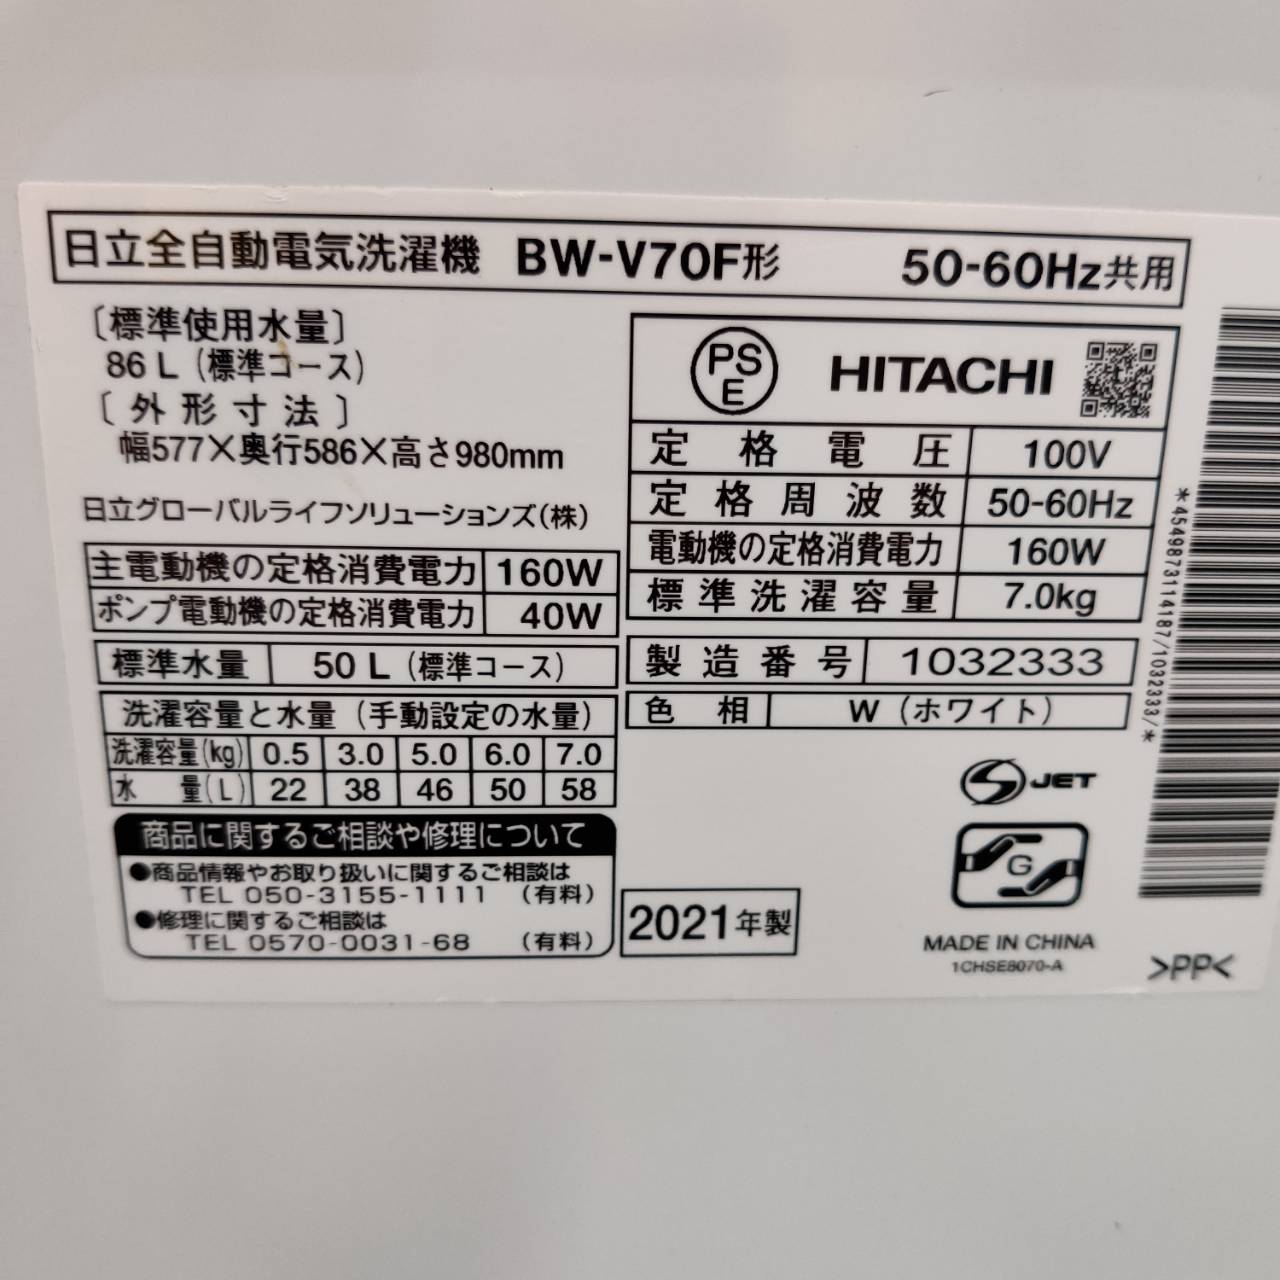 日立全自動電気洗濯機 BW-V70F形 50-60Hz共用
〔標準使用水量〕
86 L (標準コース)
〔外形寸法〕
幅577×奥行586×高さ980mm
日立グローバルライフソリューションズ(株)
主電動機の定格消費電力 160W
ポンプ電動機の定格消費電力 40W
標準水量 50 L (標準コース)
洗濯容量と水量 (手動設定の水量)
洗濯容量(kg) 0.5 3.0 5.0 6.0 7.0
水量(L) 22 38 46 50 58
商品に関するご相談や修理について
●商品情報やお取り扱いに関するご相談は
TEL 050-3155-1111 (有料)
●修理に関するご相談は
TEL 0570-0031-68 (有料)
PS
E
HITACHI
定格電圧 100V
定格周波数 50-60Hz
電動機の定格消費電力 160W
標準洗濯容量 7.0kg
製造番号 1032333
色相 W (ホワイト)
S JET
G
2021年製
MADE IN CHINA
1CHSE8070-A
>PP<
*4549873114187/1032333/*